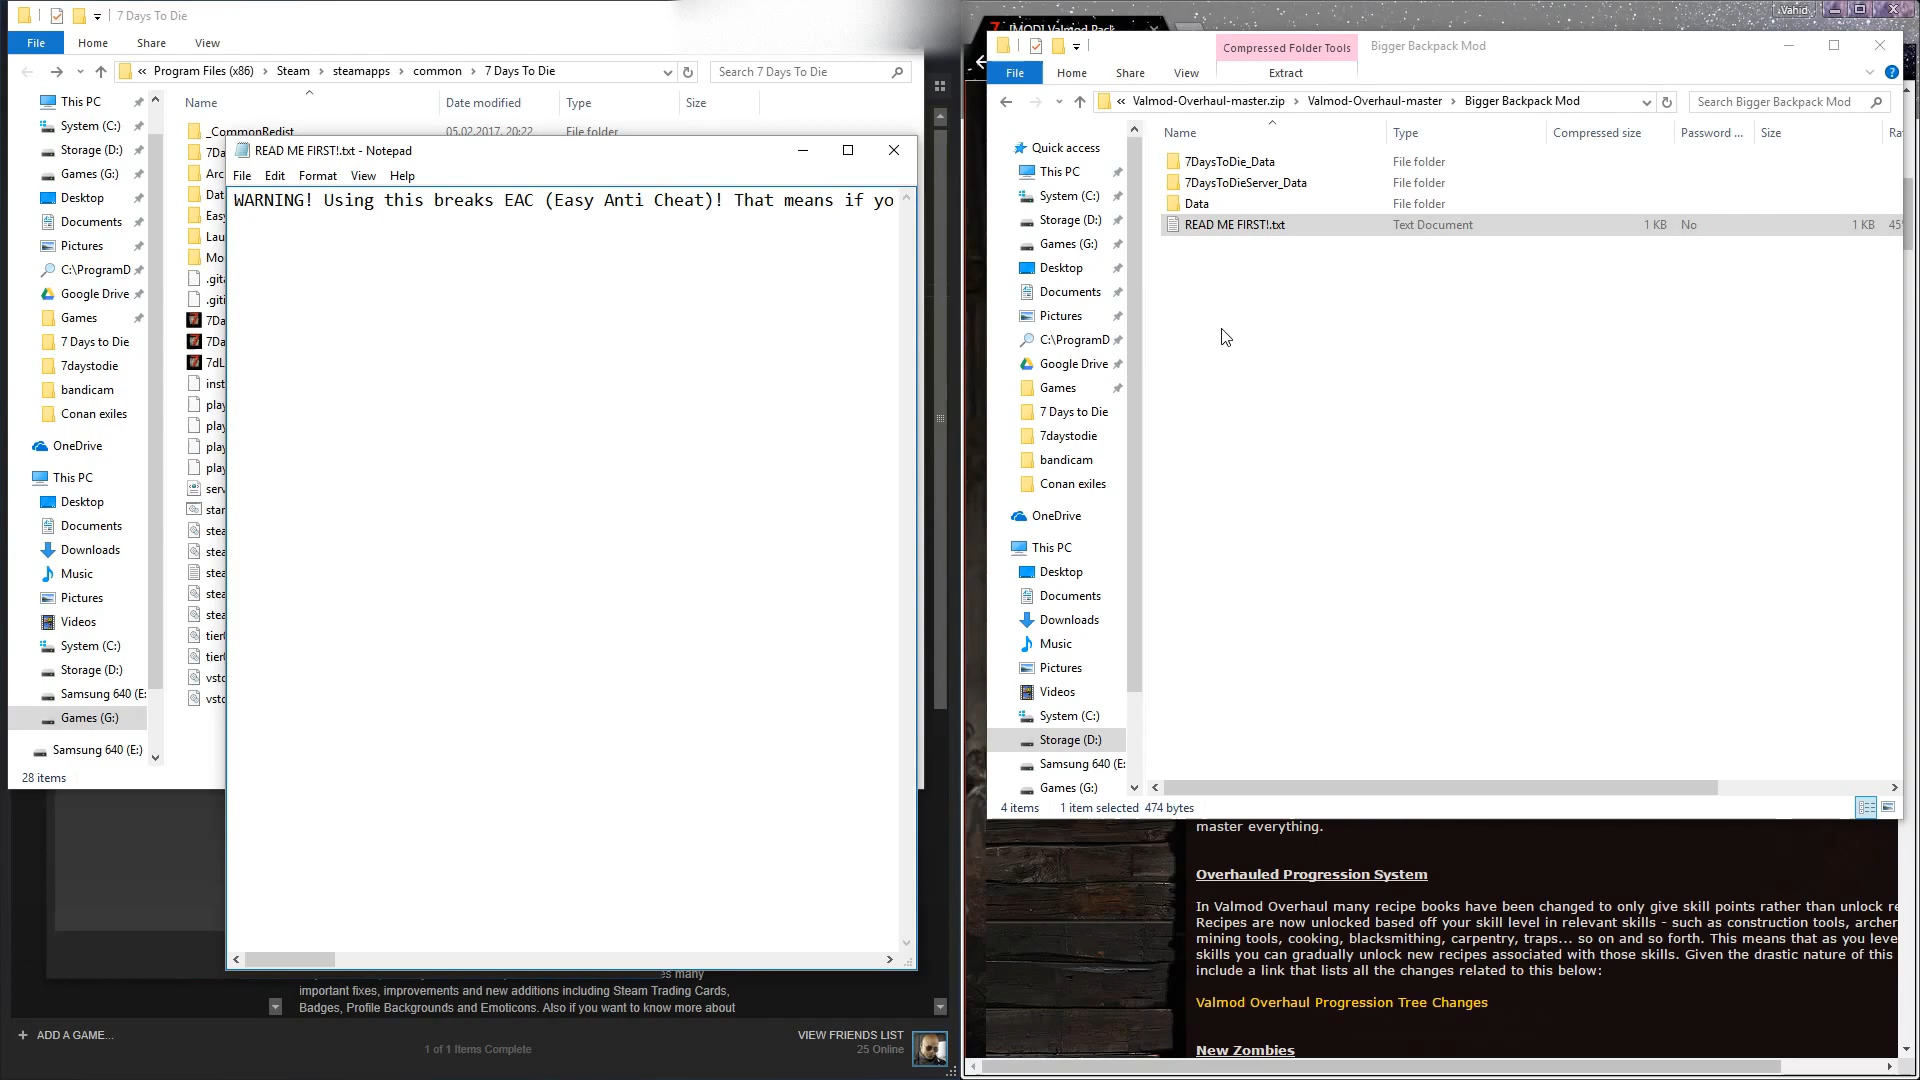 7 Days To Die
File
Home
Share
View
« Program Files (x86) > Steam > steamapps > common > 7 Days To Die
Search 7 Days To Die
Name
Date modified
Type
Size
_CommonRedist
05.02.2017. 20:22
File folder
This PC
System (C:)
Storage (D:)
Games (G:)
Desktop
Documents
Pictures
C:\ProgramD
Google Drive
Games
7 Days to Die
7daystodie
bandicam
Conan exiles
OneDrive
This PC
Desktop
Documents
Downloads
Music
Pictures
Videos
System (C:)
Storage (D:)
Samsung 640 (E:
Games (G:)
Samsung 640 (E:)
28 items
READ ME FIRST!.txt - Notepad
File
Edit
Format
View
Help
WARNING! Using this breaks EAC (Easy Anti Cheat)! That means if yo
important fixes, improvements and new additions including Steam Trading Cards,
Badges, Profile Backgrounds and Emoticons. Also if you want to know more about
+ ADD A GAME...
1 of 1 Items Complete
VIEW FRIENDS LIST
25 Online
[MOD] Valmod Pack
Vahid
Compressed Folder Tools
Bigger Backpack Mod
File
Home
Share
View
Extract
« Valmod-Overhaul-master.zip > Valmod-Overhaul-master > Bigger Backpack Mod
Search Bigger Backpack Mod
Name
Type
Compressed size
Password ...
Size
Ra
7DaysToDie_Data
File folder
7DaysToDieServer_Data
File folder
Data
File folder
READ ME FIRST!.txt
Text Document
1 KB
No
1 KB
45
Quick access
This PC
System (C:)
Storage (D:)
Games (G:)
Desktop
Documents
Pictures
C:\ProgramD
Google Drive
Games
7 Days to Die
7daystodie
bandicam
Conan exiles
OneDrive
This PC
Desktop
Documents
Downloads
Music
Pictures
Videos
System (C:)
Storage (D:)
Samsung 640 (E:
Games (G:)
4 items
1 item selected 474 bytes
master everything.
Overhauled Progression System
In Valmod Overhaul many recipe books have been changed to only give skill points rather than unlock re
Recipes are now unlocked based off your skill level in relevant skills - such as construction tools, archer
mining tools, cooking, blacksmithing, carpentry, traps... so on and so forth. This means that as you leve
skills you can gradually unlock new recipes associated with those skills. Given the drastic nature of this
include a link that lists all the changes related to this below:
Valmod Overhaul Progression Tree Changes
New Zombies